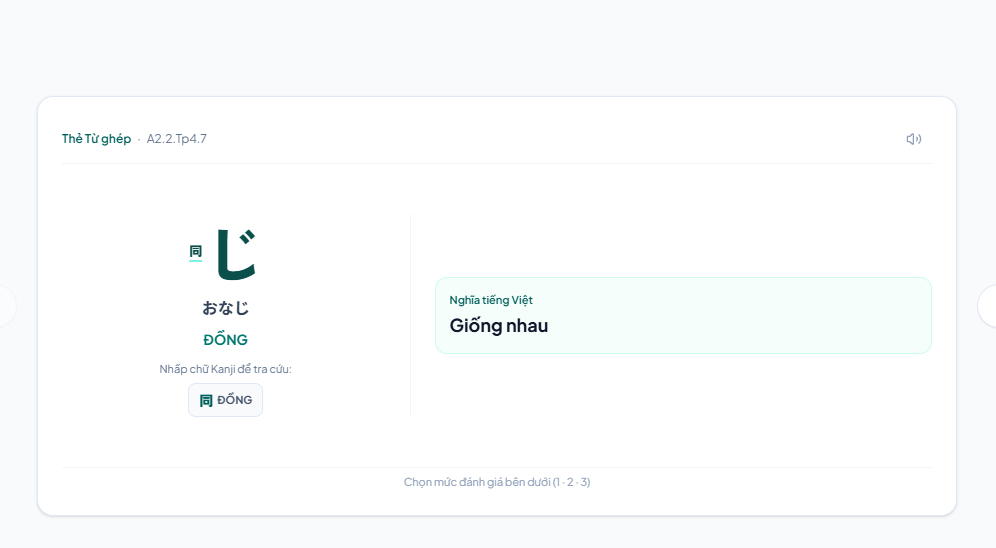 Thẻ Từ ghép · A2.2.Tp4.7
同じ
おなじ
ĐỒNG
Nhấp chữ Kanji để tra cứu:
同 ĐỒNG
Nghĩa tiếng Việt
Giống nhau
Chọn mức đánh giá bên dưới (1 · 2 · 3)